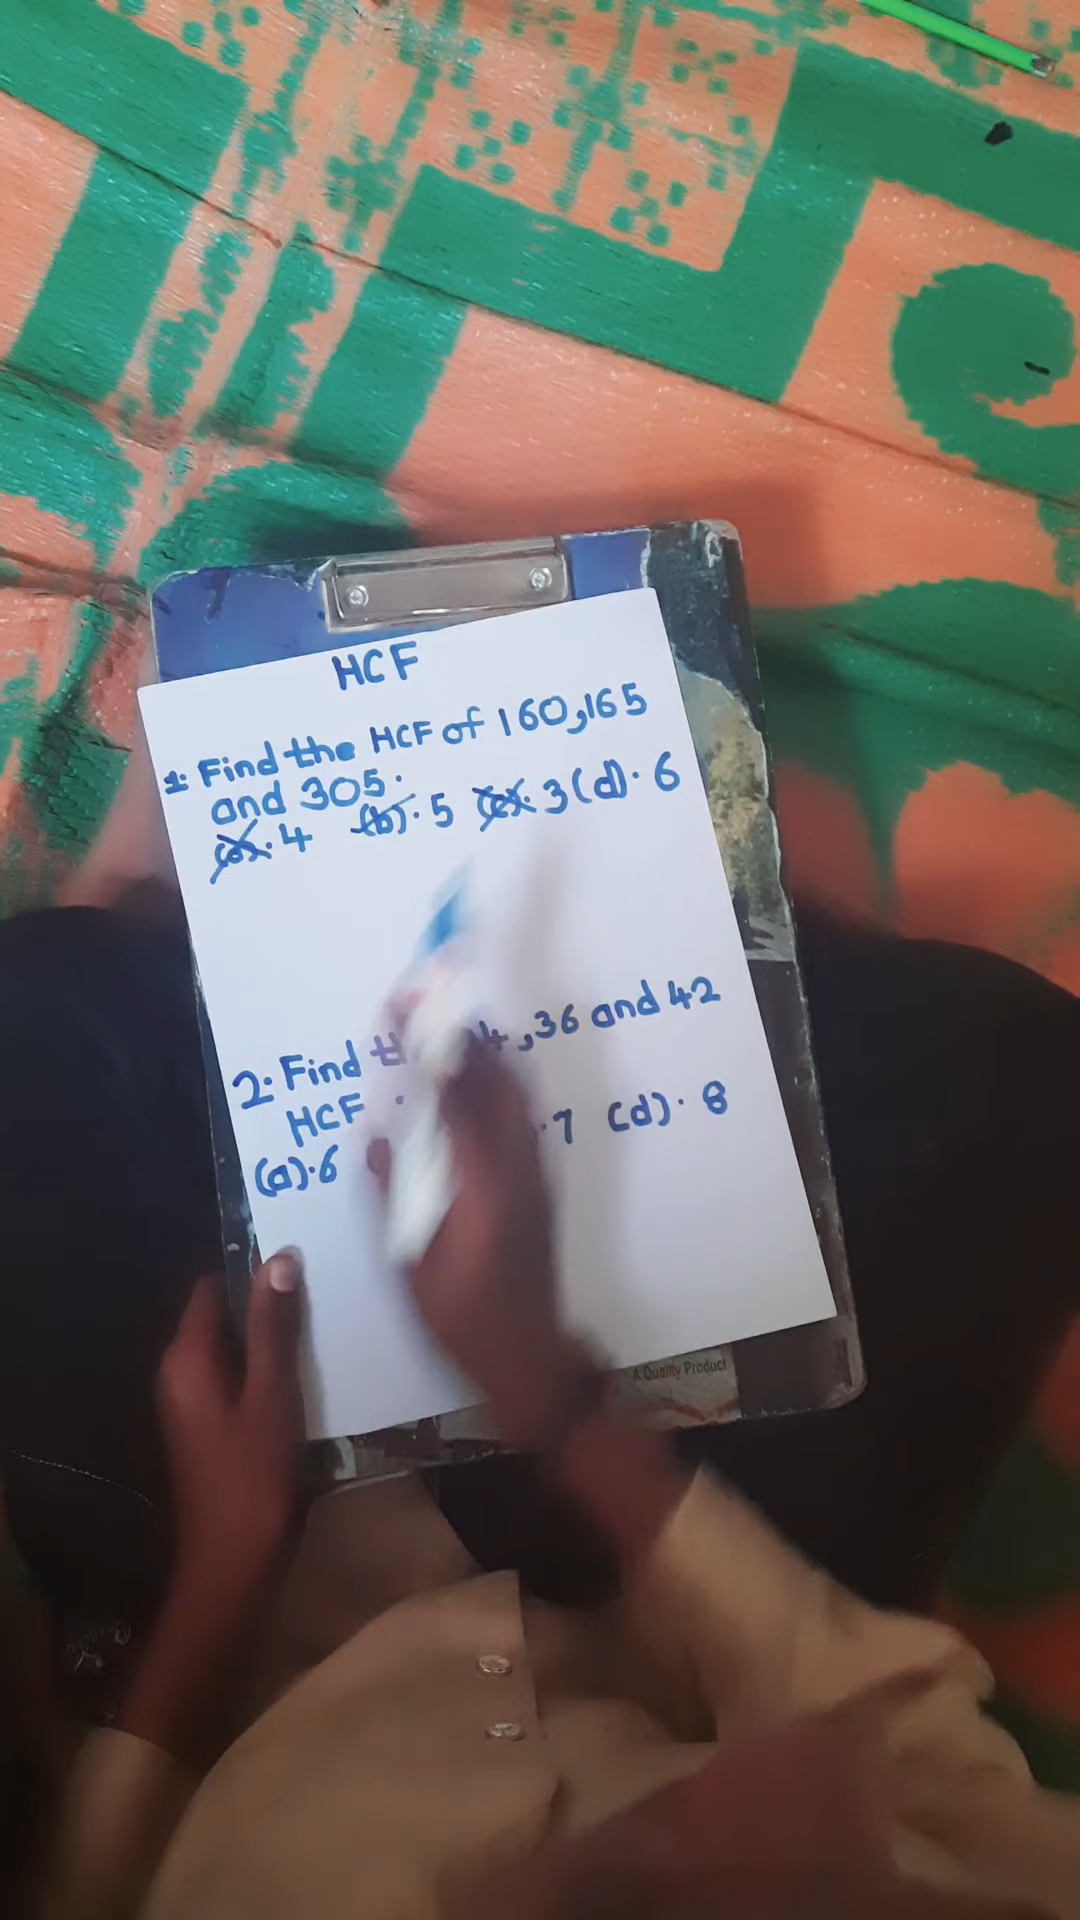 HCF
1. Find the HCF of 160,165
and 305.
(a). 4 (b). 5 (c). 3 (d). 6
2. Find ,36 and 42
HCF .
(a).6 .7 (d). 8
A Quality Product